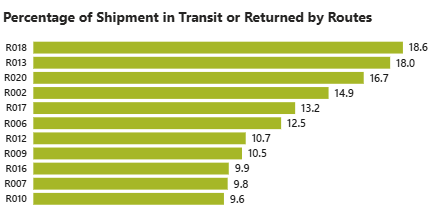 Percentage of Shipment in Transit or Returned by Routes
R018 18.6
R013 18.0
R020 16.7
R002 14.9
R017 13.2
R006 12.5
R012 10.7
R009 10.5
R016 9.9
R007 9.8
R010 9.6